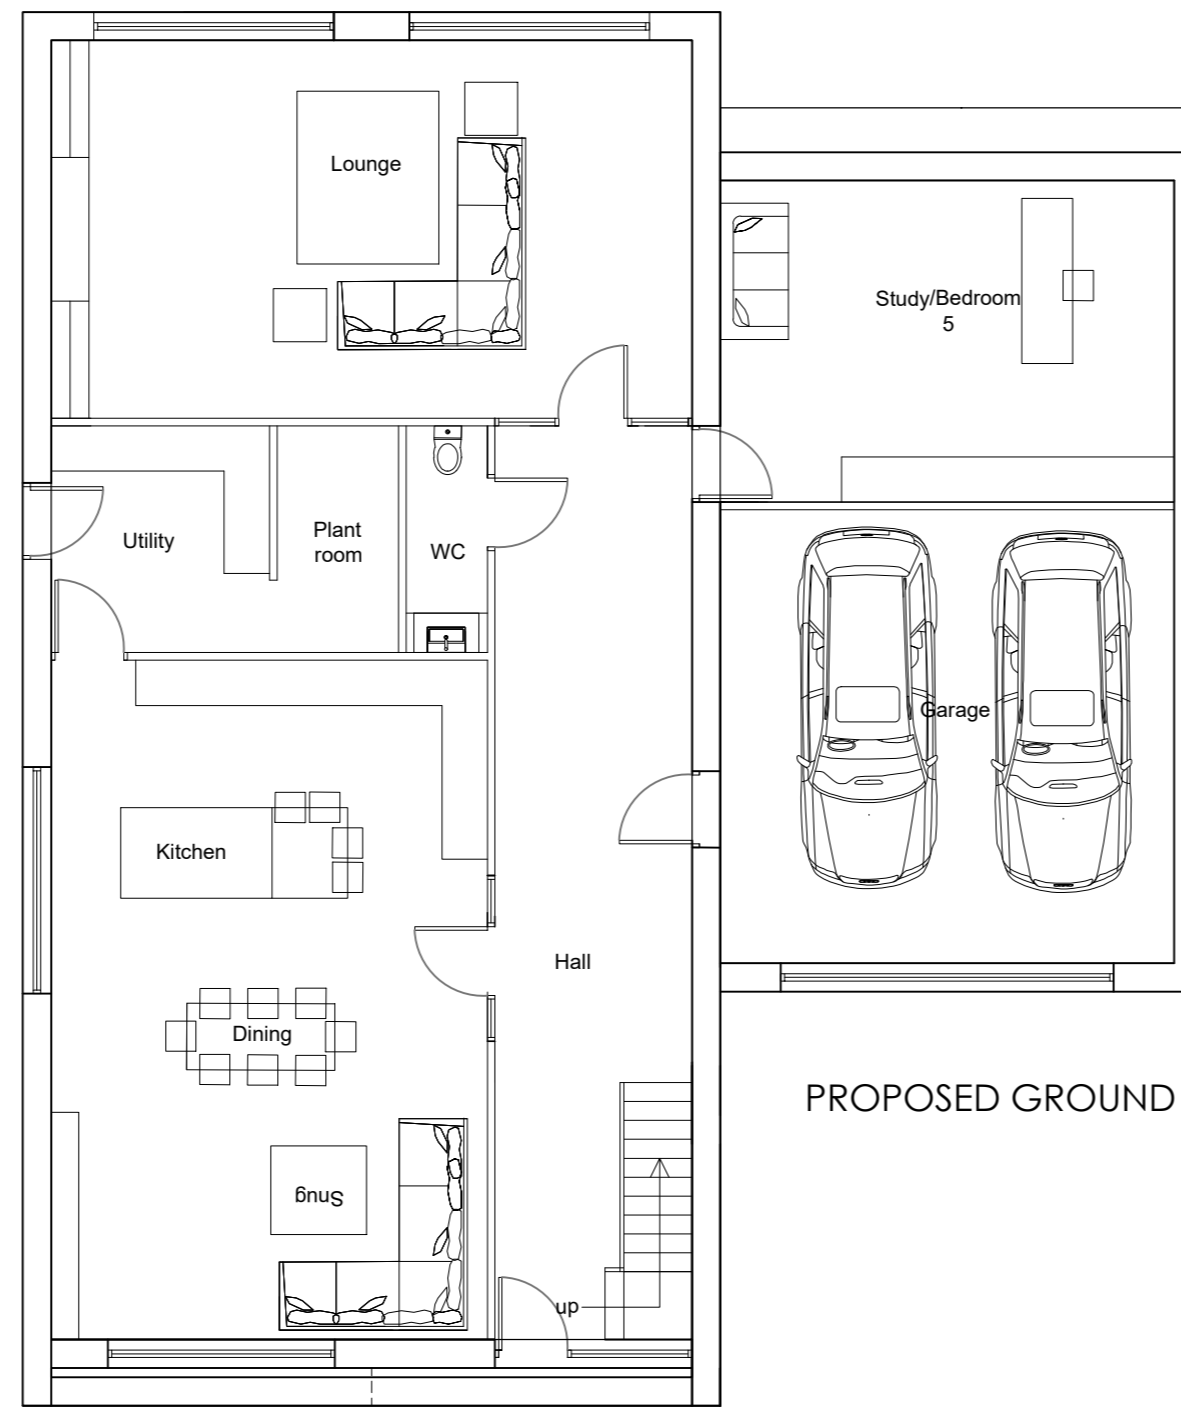 Lounge
Study/Bedroom
5
Utility
Plant
room
WC
Garage
Kitchen
Hall
Dining
PROPOSED GROUND
Snug
up